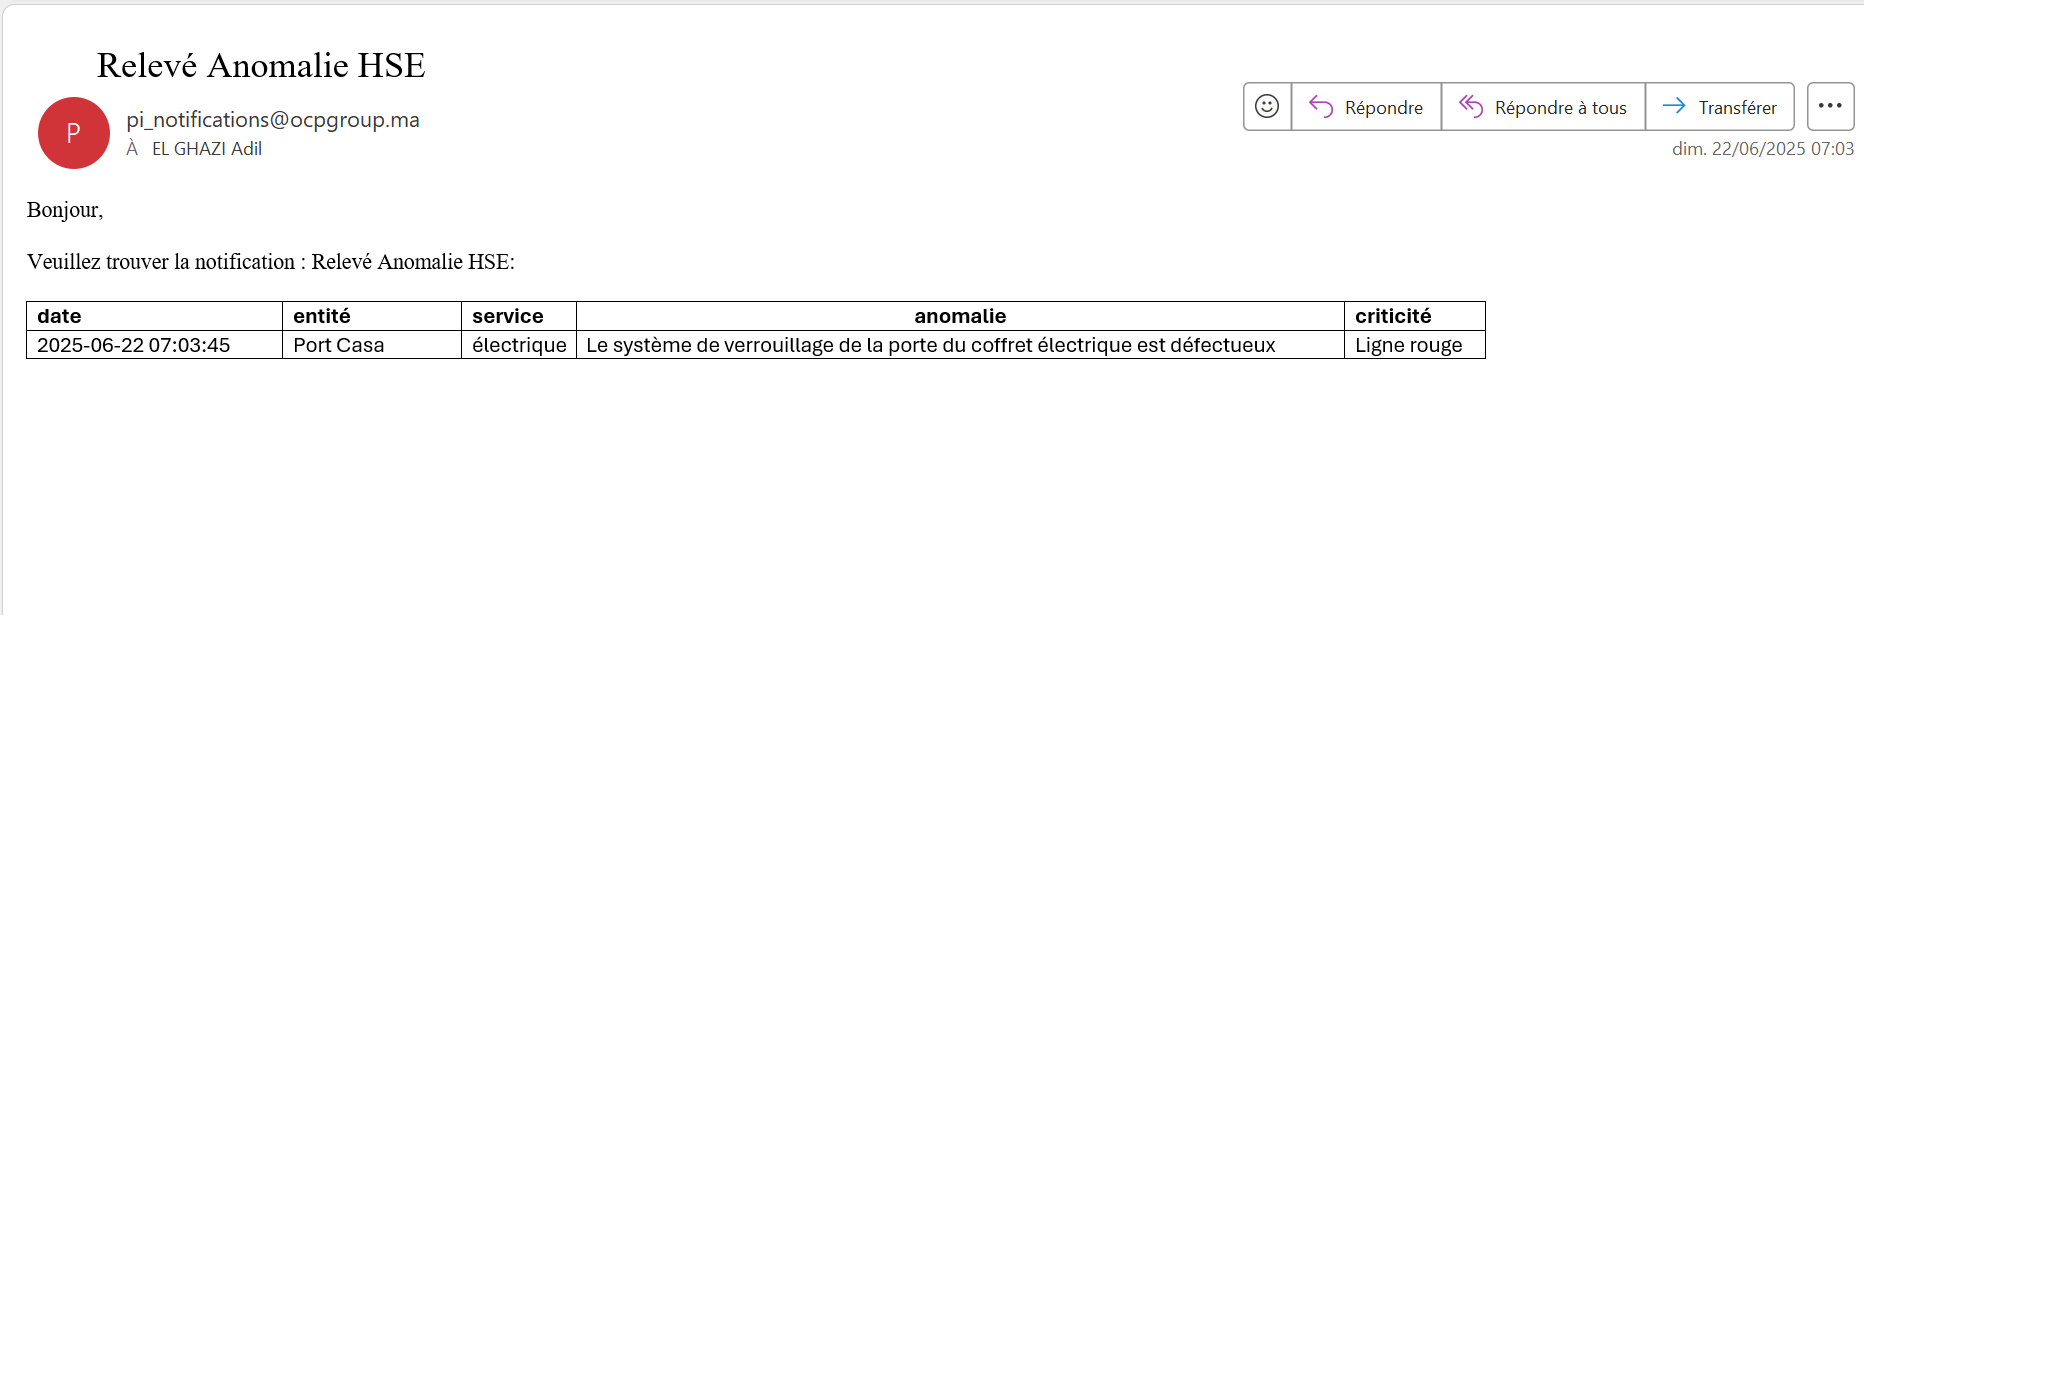 Relevé Anomalie HSE
P
pi_notifications@ocpgroup.ma
À EL GHAZI Adil
Répondre Répondre à tous Transférer
dim. 22/06/2025 07:03
Bonjour,
Veuillez trouver la notification : Relevé Anomalie HSE:
date entité service anomalie criticité
2025-06-22 07:03:45 Port Casa électrique Le système de verrouillage de la porte du coffret électrique est défectueux Ligne rouge